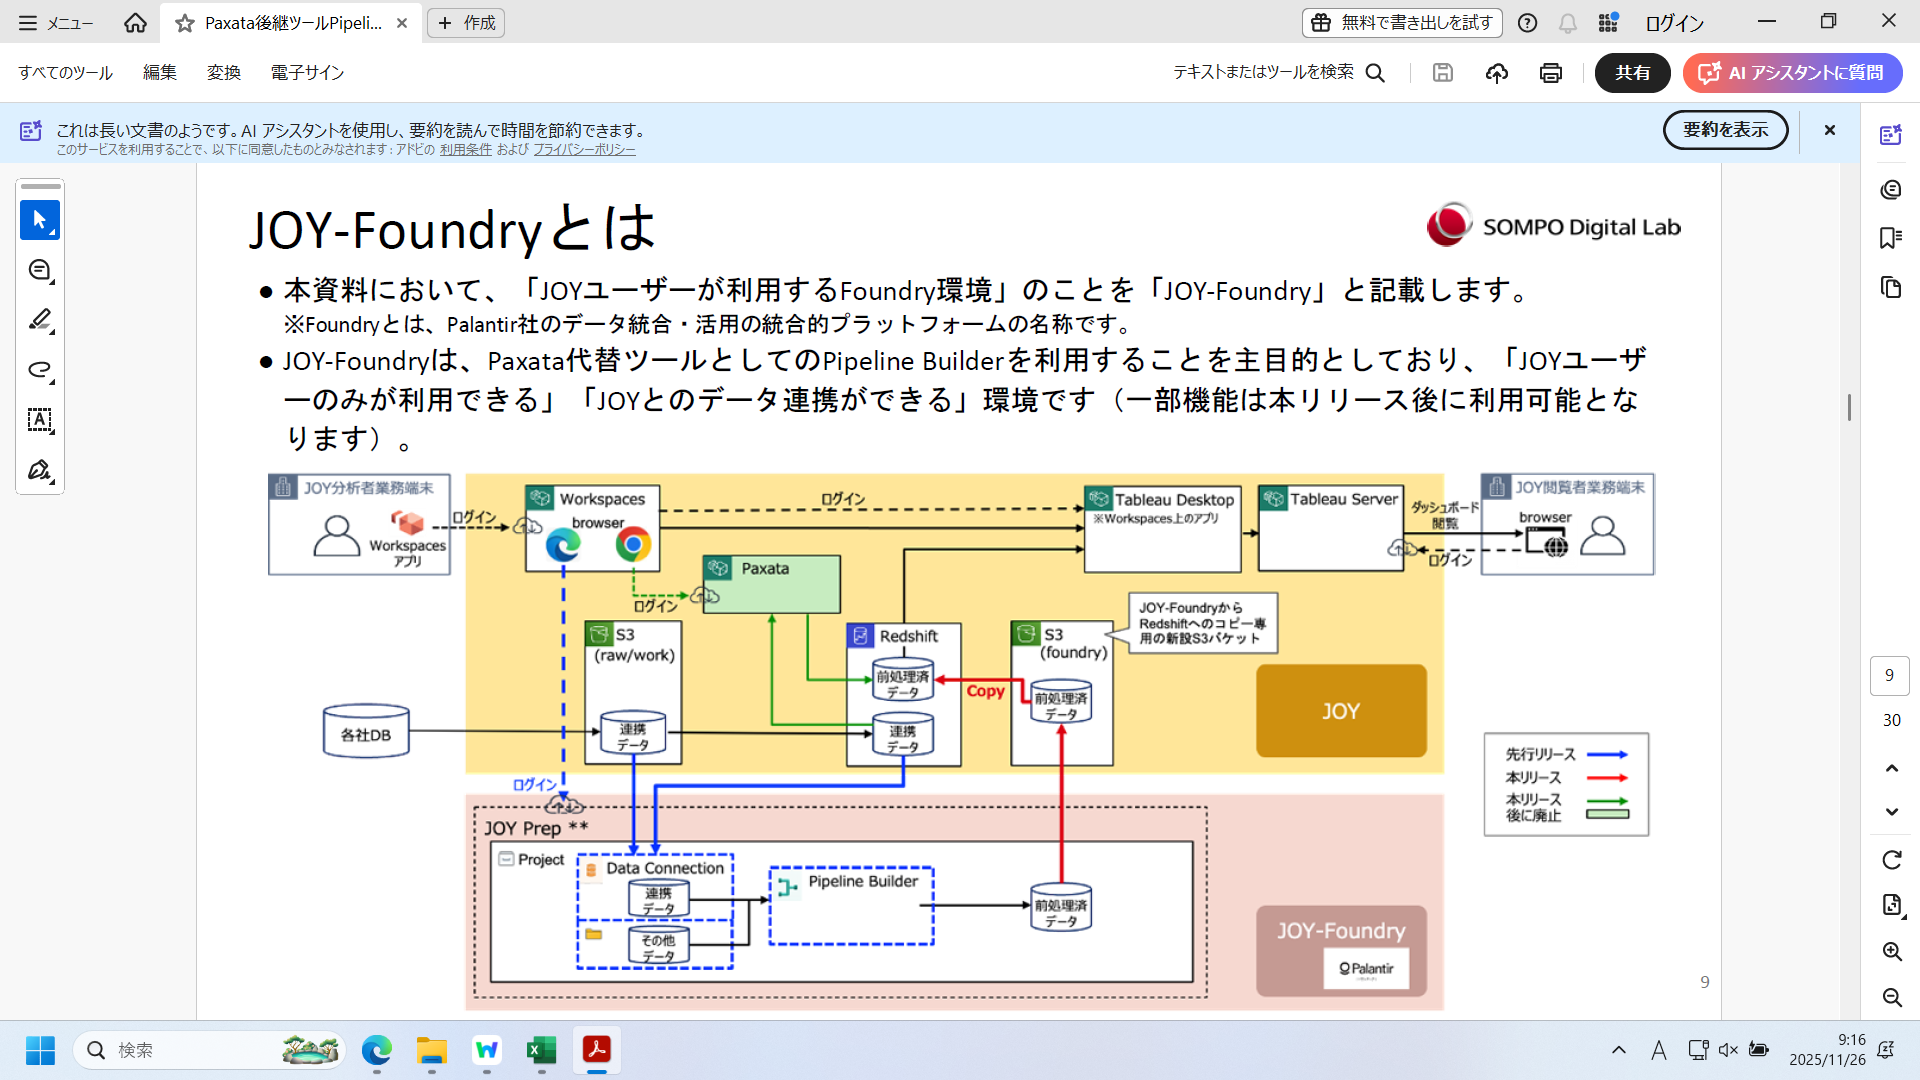 メニュー
Paxata後継ツールPipeli...
作成
無料で書き出しを試す
ログイン
すべてのツール
編集
変換
電子サイン
テキストまたはツールを検索
共有
AI アシスタントに質問
これは長い文書のようです。AI アシスタントを使用し、要約を読んで時間を節約できます。
このサービスを利用することで、以下に同意したものとみなされます: アドビの 利用条件 および プライバシーポリシー
要約を表示
JOY-Foundryとは
SOMPO Digital Lab
● 本資料において、「JOYユーザーが利用するFoundry環境」のことを「JOY-Foundry」と記載します。
※Foundryとは、Palantir社のデータ統合・活用の統合的プラットフォームの名称です。
● JOY-Foundryは、Paxata代替ツールとしてのPipeline Builderを利用することを主目的としており、「JOYユーザ
ーのみが利用できる」「JOYとのデータ連携ができる」環境です（一部機能は本リリース後に利用可能とな
ります）。
JOY分析者業務端末
Workspaces
アプリ
ログイン
Workspaces
browser
ログイン
Tableau Desktop
※Workspaces上のアプリ
Tableau Server
ダッシュボード
閲覧
ログイン
JOY閲覧者業務端末
browser
ログイン
Paxata
S3
(raw/work)
連携
データ
Redshift
前処理済
データ
連携
データ
Copy
S3
(foundry)
前処理済
データ
JOY-Foundryから
Redshiftへのコピー専
用の新設S3バケット
JOY
各社DB
ログイン
先行リリース
本リリース
本リリース
後に廃止
JOY Prep **
Project
Data Connection
連携
データ
その他
データ
Pipeline Builder
前処理済
データ
JOY-Foundry
Palantir
9
9
30
検索
A
9:16
2025/11/26